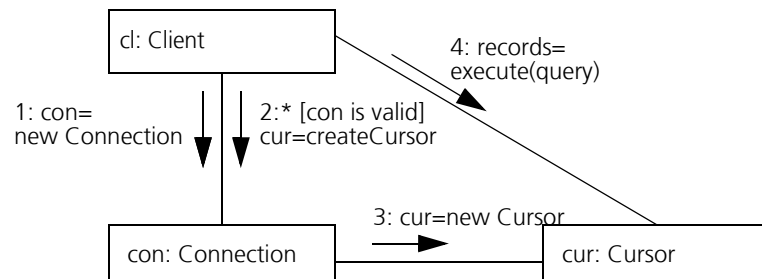 cl: Client
4: records=
execute(query)
1: con=
new Connection
2:* [con is valid]
cur=createCursor
3: cur=new Cursor
con: Connection
cur: Cursor